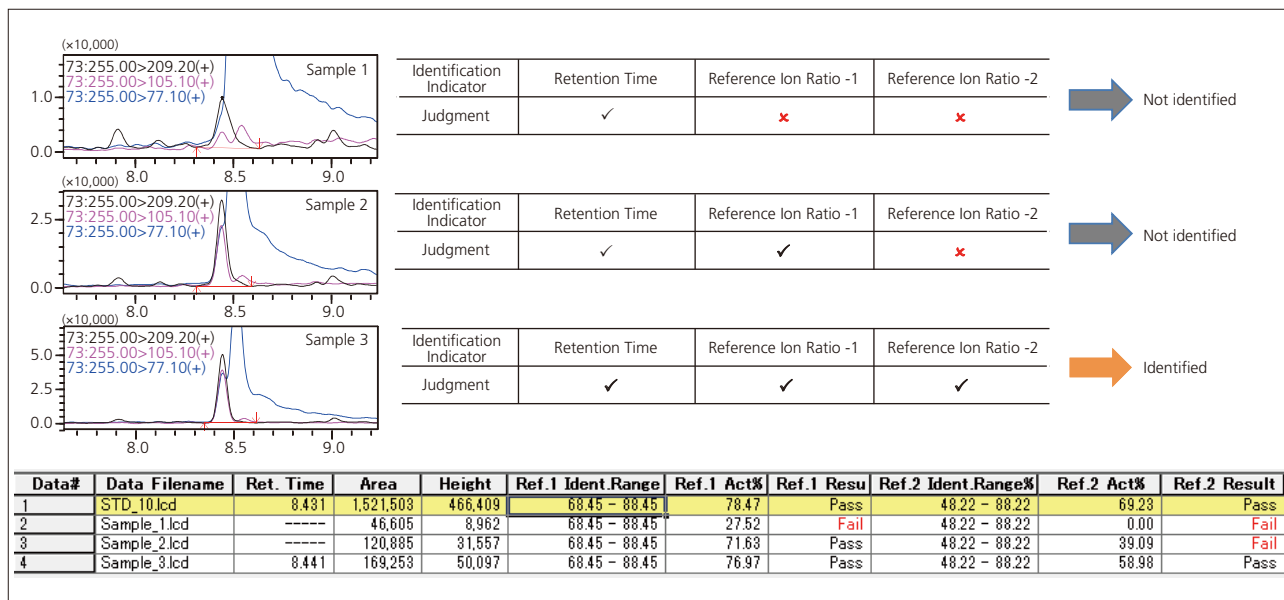 (×10,000)
73:255.00>209.20(+)
Sample 1
73:255.00>105.10(+)
73:255.00>77.10(+)
1.0
0.0
8.0 8.5 9.0
Identification Indicator Retention Time Reference Ion Ratio -1 Reference Ion Ratio -2
Judgment ✓ ✘ ✘
Not identified
(×10,000)
73:255.00>209.20(+)
Sample 2
73:255.00>105.10(+)
73:255.00>77.10(+)
2.5
0.0
8.0 8.5 9.0
Identification Indicator Retention Time Reference Ion Ratio -1 Reference Ion Ratio -2
Judgment ✓ ✓ ✘
Not identified
(×10,000)
73:255.00>209.20(+)
Sample 3
73:255.00>105.10(+)
73:255.00>77.10(+)
5.0
2.5
0.0
8.0 8.5 9.0
Identification Indicator Retention Time Reference Ion Ratio -1 Reference Ion Ratio -2
Judgment ✓ ✓ ✓
Identified
Data# Data Filename Ret. Time Area Height Ref.1 Ident.Range Ref.1 Act% Ref.1 Resu Ref.2 Ident.Range% Ref.2 Act% Ref.2 Result
1 STD_10.lcd 8.431 1,521,503 466,409 68.45 - 88.45 78.47 Pass 48.22 - 88.22 69.23 Pass
2 Sample_1.lcd ----- 46,605 8,962 68.45 - 88.45 27.52 Fail 48.22 - 88.22 0.00 Fail
3 Sample_2.lcd ----- 120,885 31,557 68.45 - 88.45 71.63 Pass 48.22 - 88.22 39.09 Fail
4 Sample_3.lcd 8.441 169,253 50,097 68.45 - 88.45 76.97 Pass 48.22 - 88.22 58.98 Pass